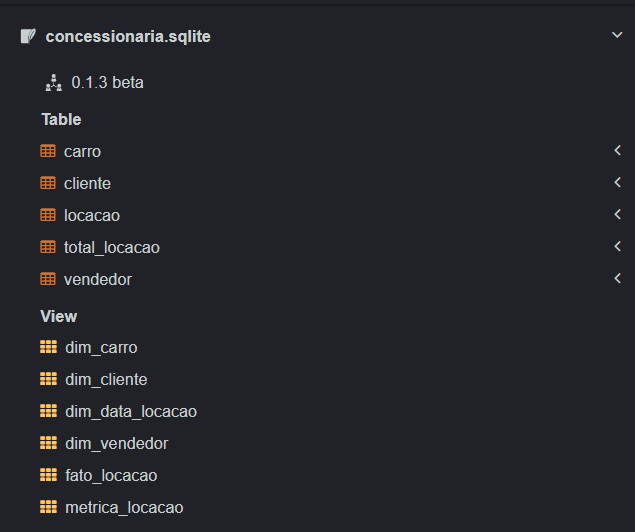 concessionaria.sqlite
0.1.3 beta
Table
carro
cliente
locacao
total_locacao
vendedor
View
dim_carro
dim_cliente
dim_data_locacao
dim_vendedor
fato_locacao
metrica_locacao